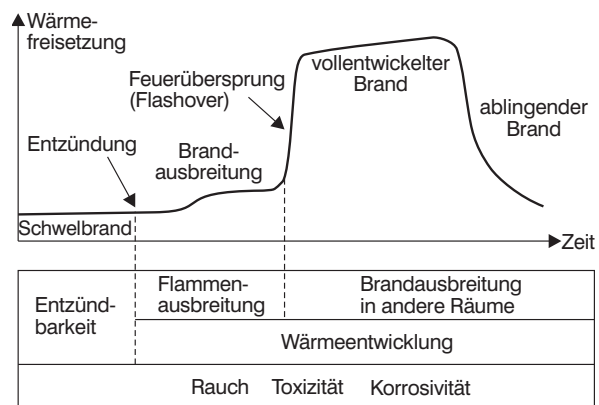 Wärme-
freisetzung
Feuerübersprung
(Flashover)
vollentwickelter
Brand
ablingender
Brand
Entzündung
Brand-
ausbreitung
Schwelbrand
Zeit
Entzünd-
barkeit
Flammen-
ausbreitung
Brandausbreitung
in andere Räume
Wärmeentwicklung
Rauch Toxizität Korrosivität